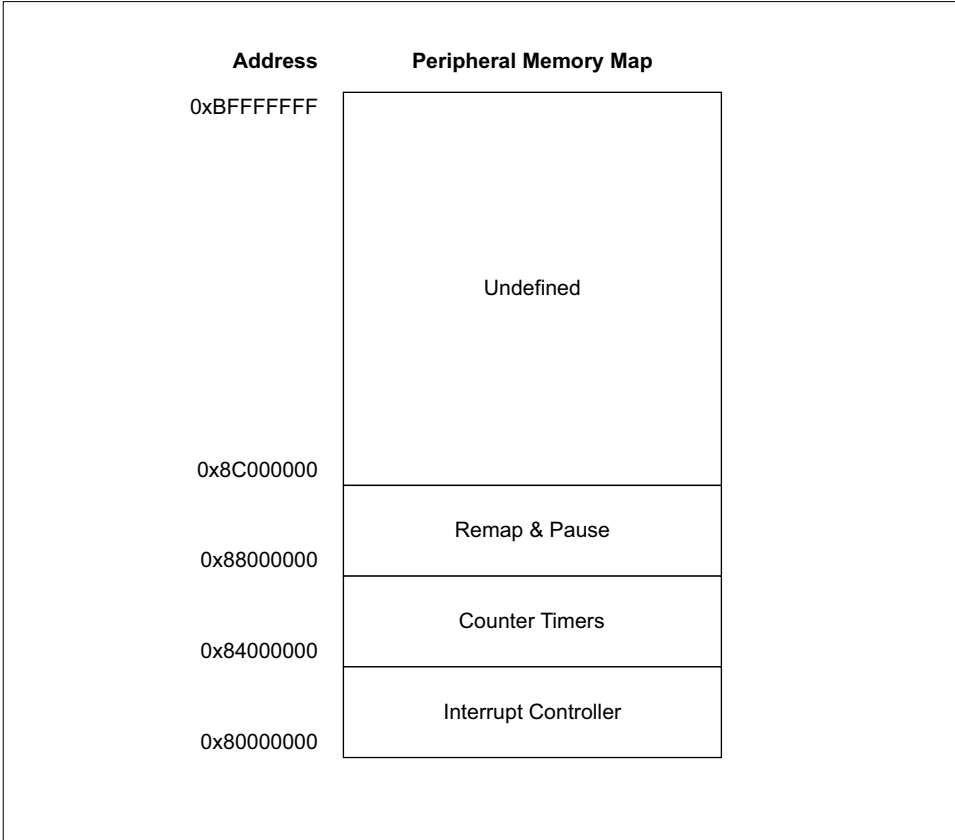 Address Peripheral Memory Map
0xBFFFFFFF
Undefined
0x8C000000
Remap & Pause
0x88000000
Counter Timers
0x84000000
Interrupt Controller
0x80000000